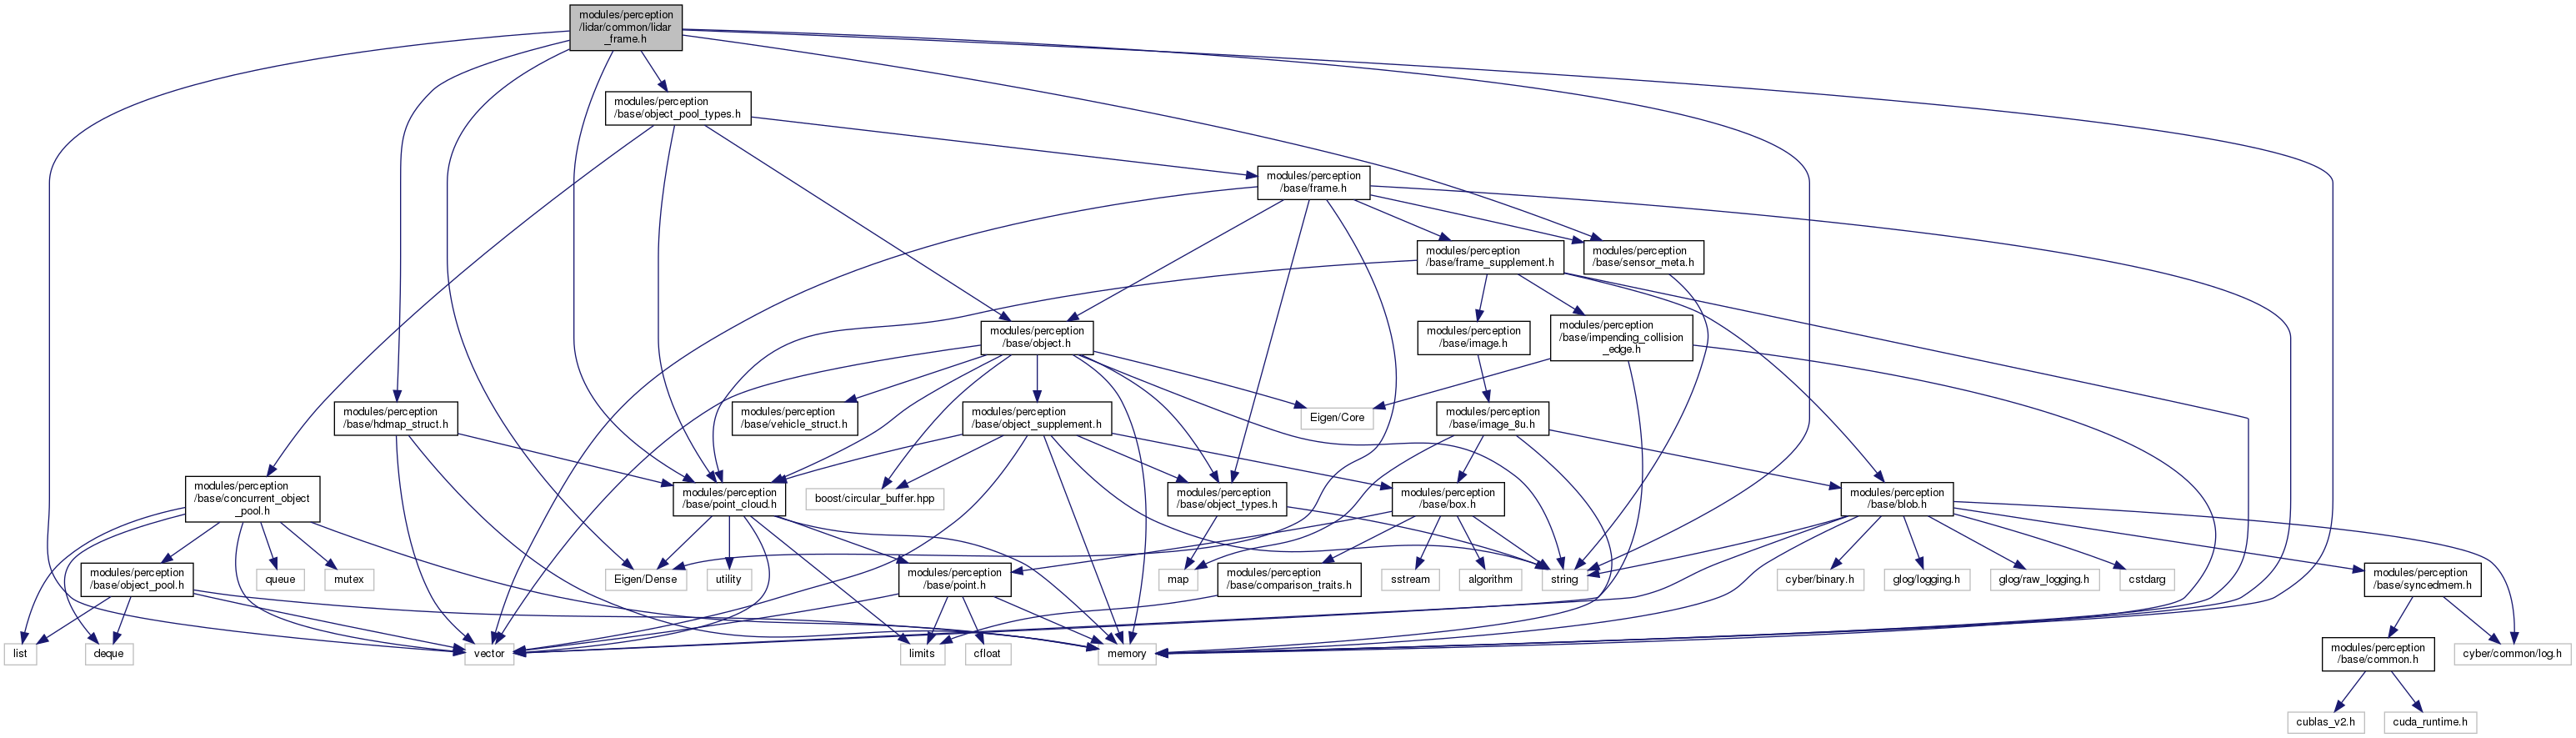 modules/perception
/lidar/common/lidar
_frame.h
modules/perception
/base/object_pool_types.h
modules/perception
/base/frame.h
modules/perception
/base/frame_supplement.h
modules/perception
/base/sensor_meta.h
modules/perception
/base/object.h
modules/perception
/base/image.h
modules/perception
/base/impending_collision
_edge.h
modules/perception
/base/hdmap_struct.h
modules/perception
/base/vehicle_struct.h
modules/perception
/base/object_supplement.h
Eigen/Core
modules/perception
/base/image_8u.h
modules/perception
/base/concurrent_object
_pool.h
modules/perception
/base/point_cloud.h
boost/circular_buffer.hpp
modules/perception
/base/object_types.h
modules/perception
/base/box.h
modules/perception
/base/blob.h
modules/perception
/base/object_pool.h
queue
mutex
Eigen/Dense
utility
modules/perception
/base/point.h
map
modules/perception
/base/comparison_traits.h
sstream
algorithm
string
cyber/binary.h
glog/logging.h
glog/raw_logging.h
cstdarg
modules/perception
/base/syncedmem.h
list
deque
vector
limits
cfloat
memory
modules/perception
/base/common.h
cyber/common/log.h
cublas_v2.h
cuda_runtime.h